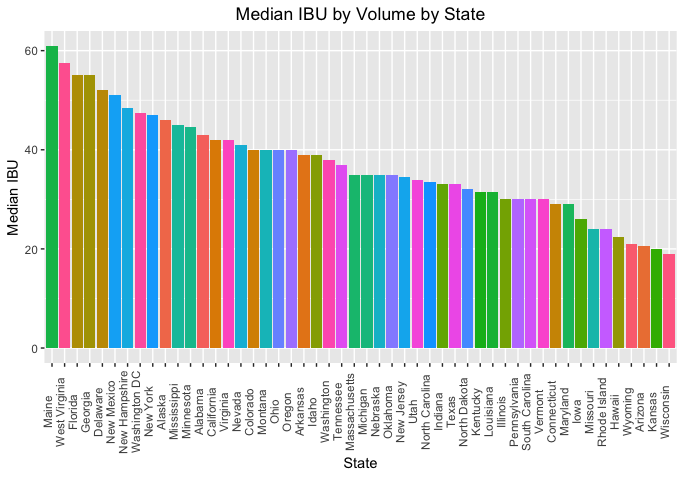 Median IBU by Volume by State
Median IBU
60
40
20
0
Maine
West Virginia
Florida
Georgia
Delaware
New Mexico
New Hampshire
Washington DC
New York
Alaska
Mississippi
Minnesota
Alabama
California
Virginia
Nevada
Colorado
Montana
Ohio
Oregon
Arkansas
Idaho
Washington
Tennessee
Massachusetts
Michigan
Nebraska
Oklahoma
New Jersey
Utah
North Carolina
Indiana
Texas
North Dakota
Kentucky
Louisiana
Illinois
Pennsylvania
South Carolina
Vermont
Connecticut
Maryland
Iowa
Missouri
Rhode Island
Hawaii
Wyoming
Arizona
Kansas
Wisconsin
State